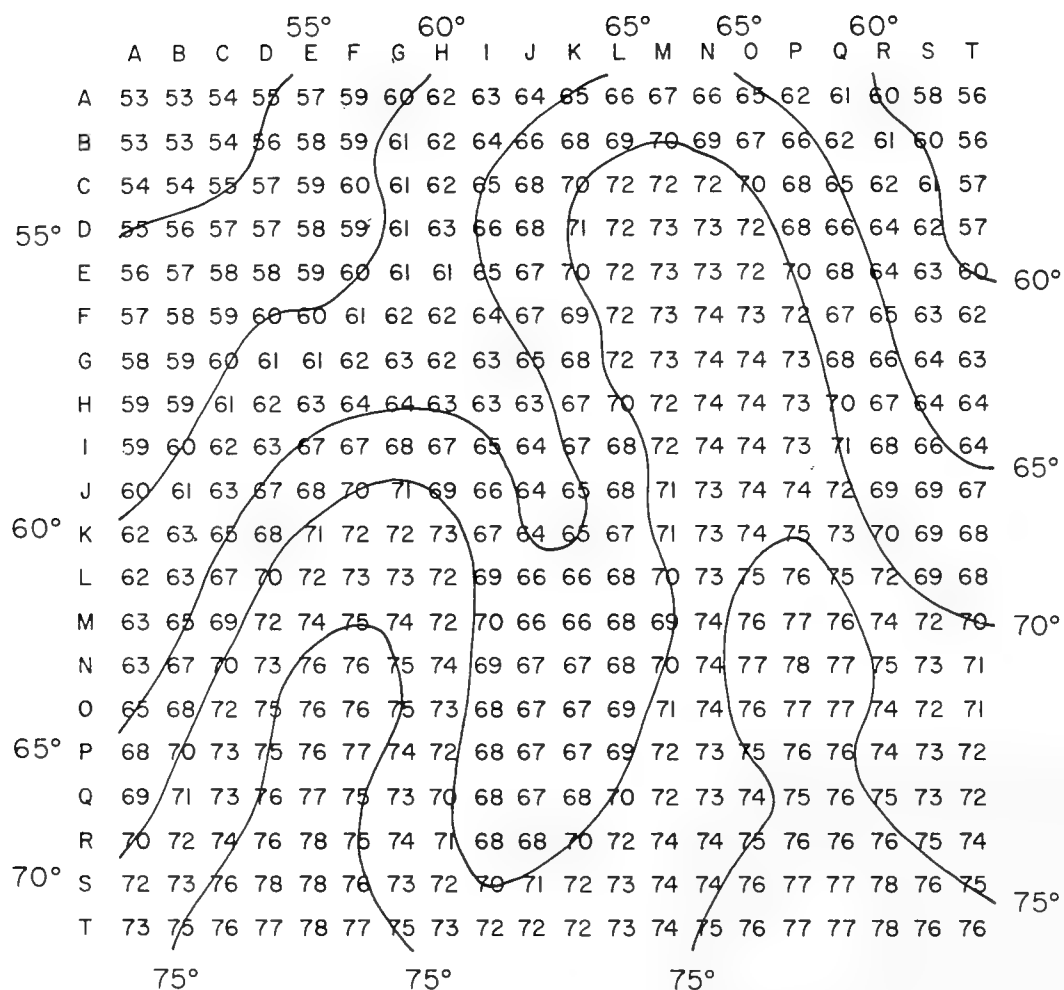 55° 60° 65° 65° 60°
A B C D E F G H I J K L M N O P Q R S T
A 53 53 54 55 57 59 60 62 63 64 65 66 67 66 65 62 61 60 58 56
B 53 53 54 56 58 59 61 62 64 66 68 69 70 69 67 66 62 61 60 56
C 54 54 55 57 59 60 61 62 65 68 70 72 72 72 70 68 65 62 61 57
55° D 55 56 57 57 58 59 61 63 66 68 71 72 73 73 72 68 66 64 62 57
E 56 57 58 58 59 60 61 61 65 67 70 72 73 73 72 70 68 64 63 60 60°
F 57 58 59 60 60 61 62 62 64 67 69 72 73 74 73 72 67 65 63 62
G 58 59 60 61 61 62 63 62 63 65 68 72 73 74 74 73 68 66 64 63
H 59 59 61 62 63 64 64 63 63 63 67 70 72 74 74 73 70 67 64 64
I 59 60 62 63 67 67 68 67 65 64 67 68 72 74 74 73 71 68 66 64 65°
J 60 61 63 67 68 70 71 69 66 64 65 68 71 73 74 74 72 69 69 67
60° K 62 63 65 68 71 72 72 73 67 64 65 67 71 73 74 75 73 70 69 68
L 62 63 67 70 72 73 73 72 69 66 66 68 70 73 75 76 75 72 69 68
M 63 65 69 72 74 75 74 72 70 66 66 68 69 74 76 77 76 74 72 70 70°
N 63 67 70 73 76 76 75 74 69 67 67 68 70 74 77 78 77 75 73 71
O 65 68 72 75 76 76 75 73 68 67 67 69 71 74 76 77 77 74 72 71
65° P 68 70 73 75 76 77 74 72 68 67 67 69 72 73 75 76 76 74 73 72
Q 69 71 73 76 77 75 73 70 68 67 68 70 72 73 74 75 76 75 73 72
R 70 72 74 76 78 75 74 71 68 68 70 72 74 74 75 76 76 76 75 74
70° S 72 73 76 78 78 76 73 72 70 71 72 73 74 74 76 77 77 78 76 75 75°
T 73 75 76 77 78 77 75 73 72 72 72 73 74 75 76 77 77 78 76 76
75° 75° 75°